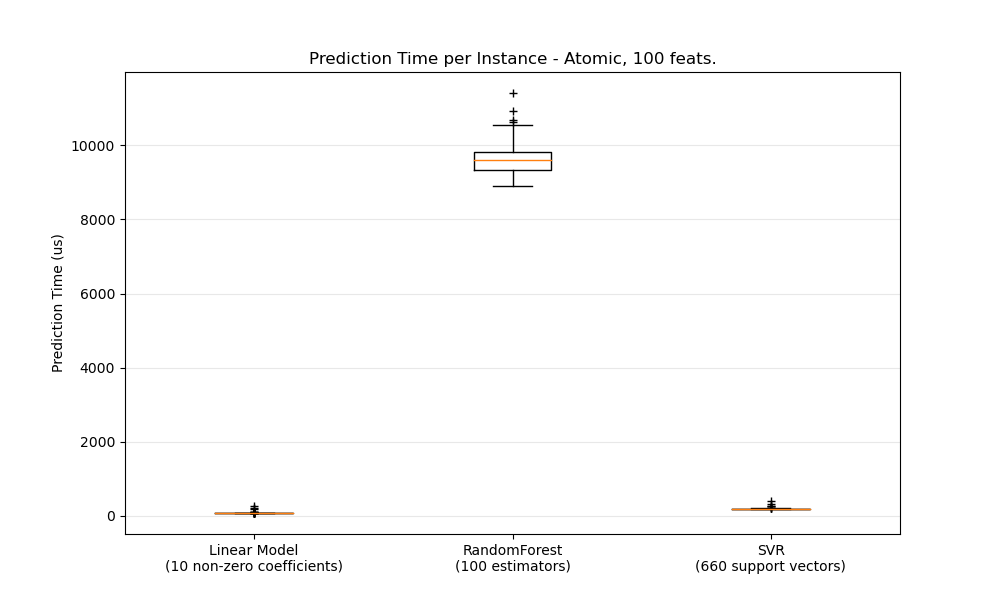 Prediction Time per Instance - Atomic, 100 feats.
Prediction Time (us)
10000
8000
6000
4000
2000
0
Linear Model
(10 non-zero coefficients)
RandomForest
(100 estimators)
SVR
(660 support vectors)